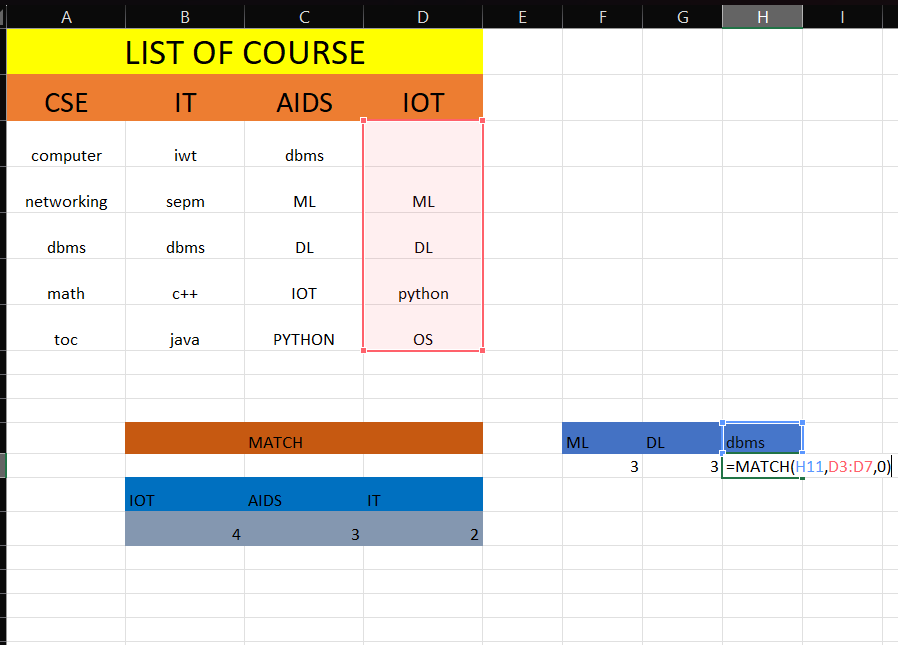 A B C D E F G H I
LIST OF COURSE
CSE IT AIDS IOT
computer iwt dbms
networking sepm ML ML
dbms dbms DL DL
math c++ IOT python
toc java PYTHON OS
MATCH ML DL dbms
3 3 =MATCH(H11,D3:D7,0)
IOT AIDS IT
4 3 2